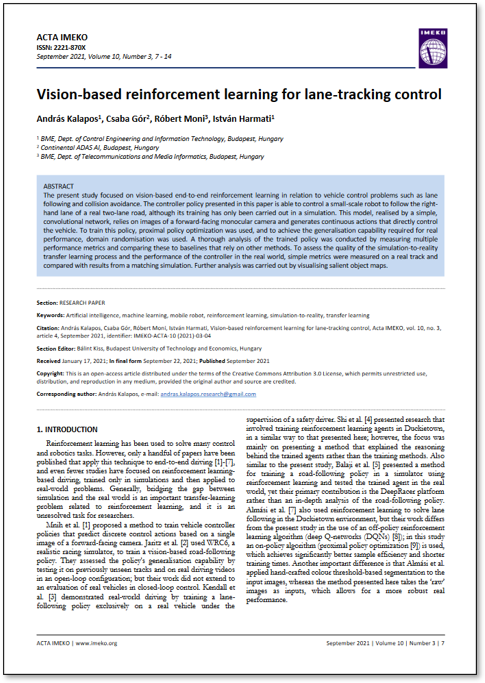 ACTA IMEKO
ISSN: 2221-870X
September 2021, Volume 10, Number 3, 7 - 14
IMEKO
Vision-based reinforcement learning for lane-tracking control
András Kalapos1, Csaba Gór2, Róbert Moni3, István Harmati1
1 BME, Dept. of Control Engineering and Information Technology, Budapest, Hungary
2 Continental ADAS AI, Budapest, Hungary
3 BME, Dept. of Telecommunications and Media Informatics, Budapest, Hungary
ABSTRACT
The present study focused on vision-based end-to-end reinforcement learning in relation to vehicle control problems such as lane
following and collision avoidance. The controller policy presented in this paper is able to control a small-scale robot to follow the right-
hand lane of a real two-lane road, although its training has only been carried out in a simulation. This model, realised by a simple,
convolutional network, relies on images of a forward-facing monocular camera and generates continuous actions that directly control
the vehicle. To train this policy, proximal policy optimization was used, and to achieve the generalisation capability required for real
performance, domain randomisation was used. A thorough analysis of the trained policy was conducted by measuring multiple
performance metrics and comparing these to baselines that rely on other methods. To assess the quality of the simulation-to-reality
transfer learning process and the performance of the controller in the real world, simple metrics were measured on a real track and
compared with results from a matching simulation. Further analysis was carried out by visualising salient object maps.
Section: RESEARCH PAPER
Keywords: Artificial intelligence, machine learning, mobile robot, reinforcement learning, simulation-to-reality, transfer learning
Citation: András Kalapos, Csaba Gór, Róbert Moni, István Harmati, Vision-based reinforcement learning for lane-tracking control, Acta IMEKO, vol. 10, no. 3,
article 4, September 2021, identifier: IMEKO-ACTA-10 (2021)-03-04
Section Editor: Bálint Kiss, Budapest University of Technology and Economics, Hungary
Received January 17, 2021; In final form September 22, 2021; Published September 2021
Copyright: This is an open-access article distributed under the terms of the Creative Commons Attribution 3.0 License, which permits unrestricted use,
distribution, and reproduction in any medium, provided the original author and source are credited.
Corresponding author: András Kalapos, e-mail: andras.kalapos.research@gmail.com
1. INTRODUCTION
Reinforcement learning has been used to solve many control
and robotics tasks. However, only a handful of papers have been
published that apply this technique to end-to-end driving [1]-[7],
and even fewer studies have focused on reinforcement learning-
based driving, trained only in simulations and then applied to
real-world problems. Generally, bridging the gap between
simulation and the real world is an important transfer-learning
problem related to reinforcement learning, and it is an
unresolved task for researchers.
Mnih et al. [1] proposed a method to train vehicle controller
policies that predict discrete control actions based on a single
image of a forward-facing camera. Jaritz et al. [2] used WRC6, a
realistic racing simulator, to train a vision-based road-following
policy. They assessed the policy's generalisation capability by
testing it on previously unseen tracks and on real driving videos
in an open-loop configuration; but their work did not extend to
an evaluation of real vehicles in closed-loop control. Kendall et
al. [3] demonstrated real-world driving by training a lane-
following policy exclusively on a real vehicle under the
supervision of a safety driver. Shi et al. [4] presented research that
involved training reinforcement learning agents in Duckietown,
in a similar way to that presented here; however, the focus was
mainly on presenting a method that explained the reasoning
behind the trained agents rather than the training methods. Also
similar to the present study, Balaji et al. [5] presented a method
for training a road-following policy in a simulator using
reinforcement learning and tested the trained agent in the real
world, yet their primary contribution is the DeepRacer platform
rather than an in-depth analysis of the road-following policy.
Almási et al. [7] also used reinforcement learning to solve lane
following in the Duckietown environment, but their work differs
from the present study in the use of an off-policy reinforcement
learning algorithm (deep Q-networks (DQNs) [8]); in this study
an on-policy algorithm (proximal policy optimization [9]) is used,
which achieves significantly better sample efficiency and shorter
training times. Another important difference is that Almási et al.
applied hand-crafted colour threshold-based segmentation to the
input images, whereas the method presented here takes the 'raw'
images as inputs, which allows for a more robust real
performance.
ACTA IMEKO | www.imeko.org
September 2021 | Volume 10 | Number 3 | 7